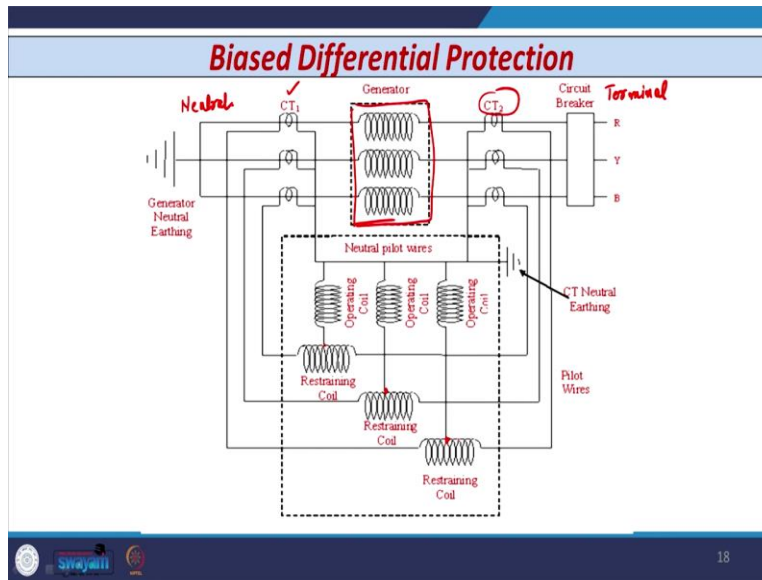 Biased Differential Protection
Neutral
CT1
Generator
CT2
Circuit
Breaker
Terminal
R
Y
B
Generator
Neutral
Earthing
Neutral pilot wires
Operating
Coil
Operating
Coil
Operating
Coil
CT Neutral
Earthing
Restraining
Coil
Pilot
Wires
Restraining
Coil
Restraining
Coil
swayam
18